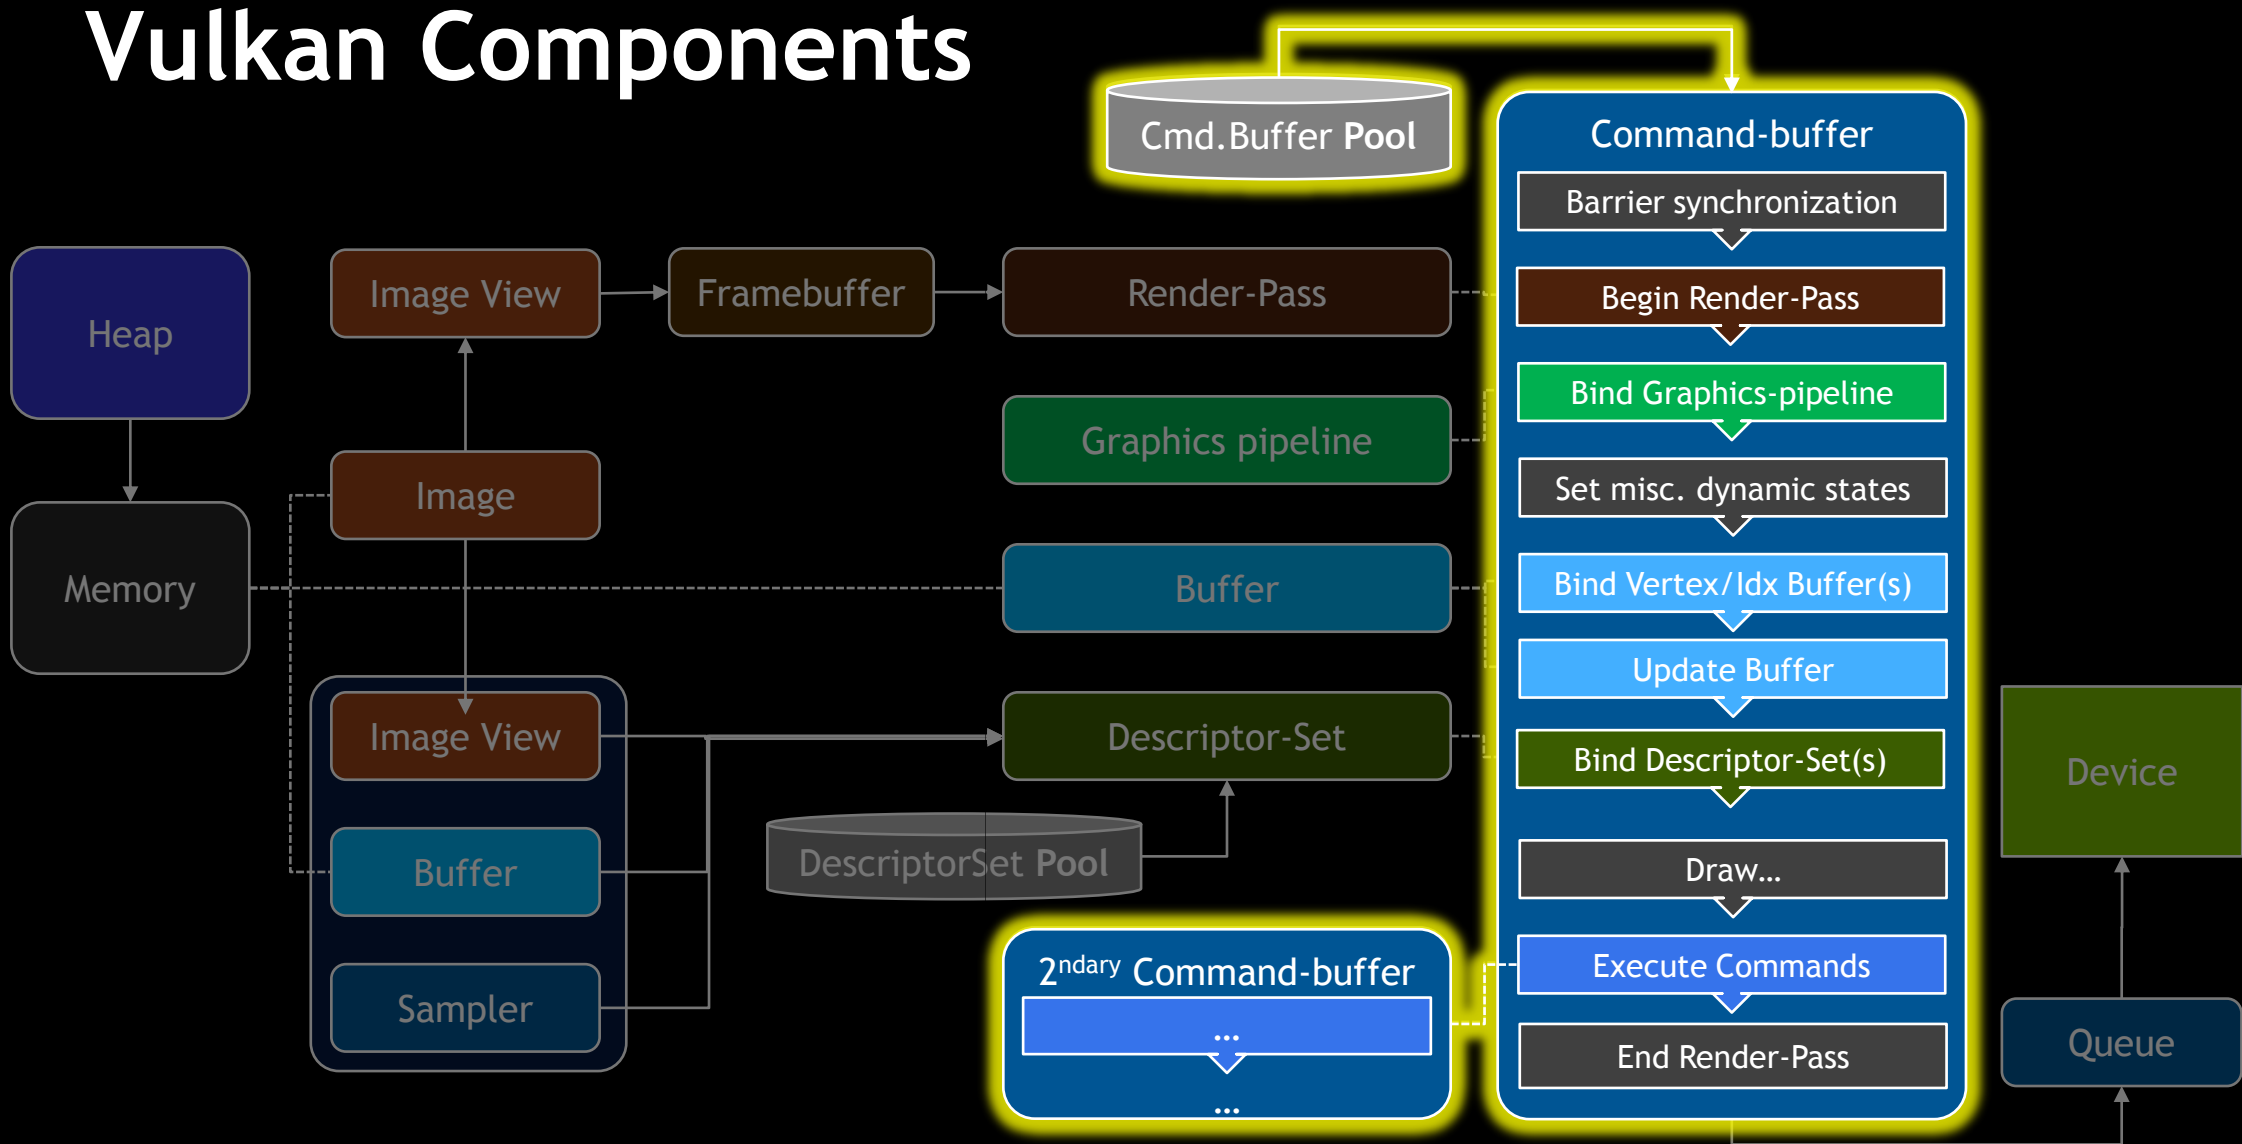 Vulkan Components
Cmd.Buffer Pool
Command-buffer
Barrier synchronization
Begin Render-Pass
Bind Graphics-pipeline
Set misc. dynamic states
Bind Vertex/Idx Buffer(s)
Update Buffer
Bind Descriptor-Set(s)
Draw…
Execute Commands
End Render-Pass
Heap
Memory
Image View
Framebuffer
Render-Pass
Image
Graphics pipeline
Buffer
Image View
Buffer
Sampler
Descriptor-Set
DescriptorSet Pool
2ndary Command-buffer
…
…
Device
Queue